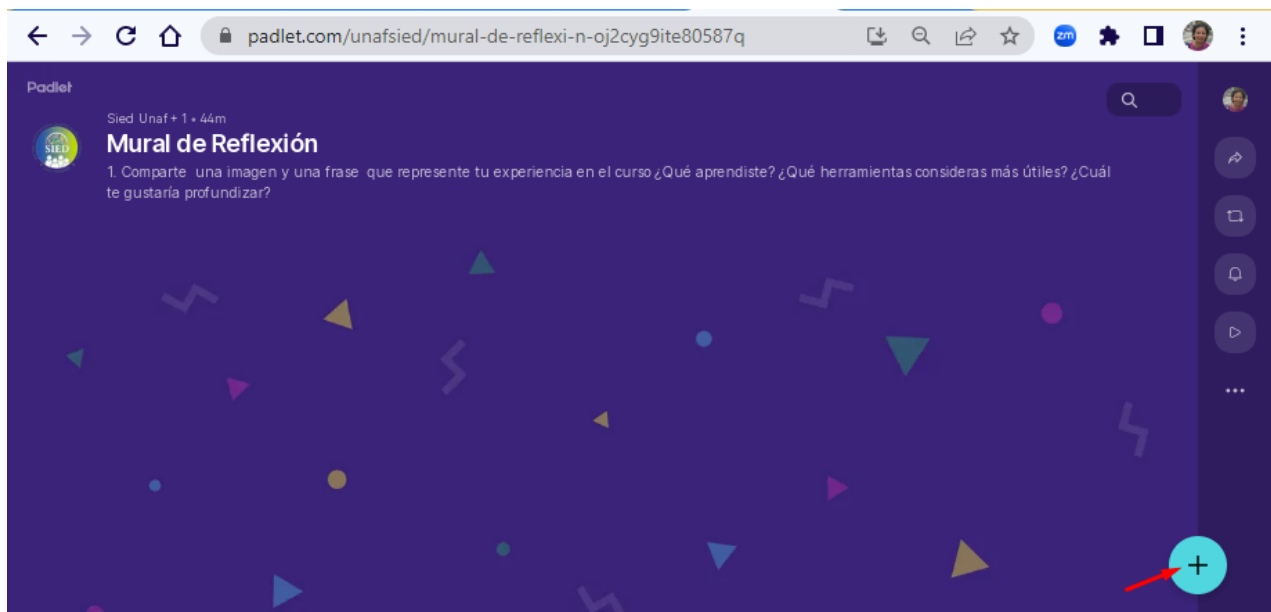 padlet.com/unafsied/mural-de-reflexi-n-oj2cyg9ite80587q
zm
Padlet
Sied Unaf + 1 • 44m
SIED
Mural de Reflexión
1. Comparte una imagen y una frase que represente tu experiencia en el curso ¿Qué aprendiste? ¿Qué herramientas consideras más útiles? ¿Cuál
te gustaría profundizar?